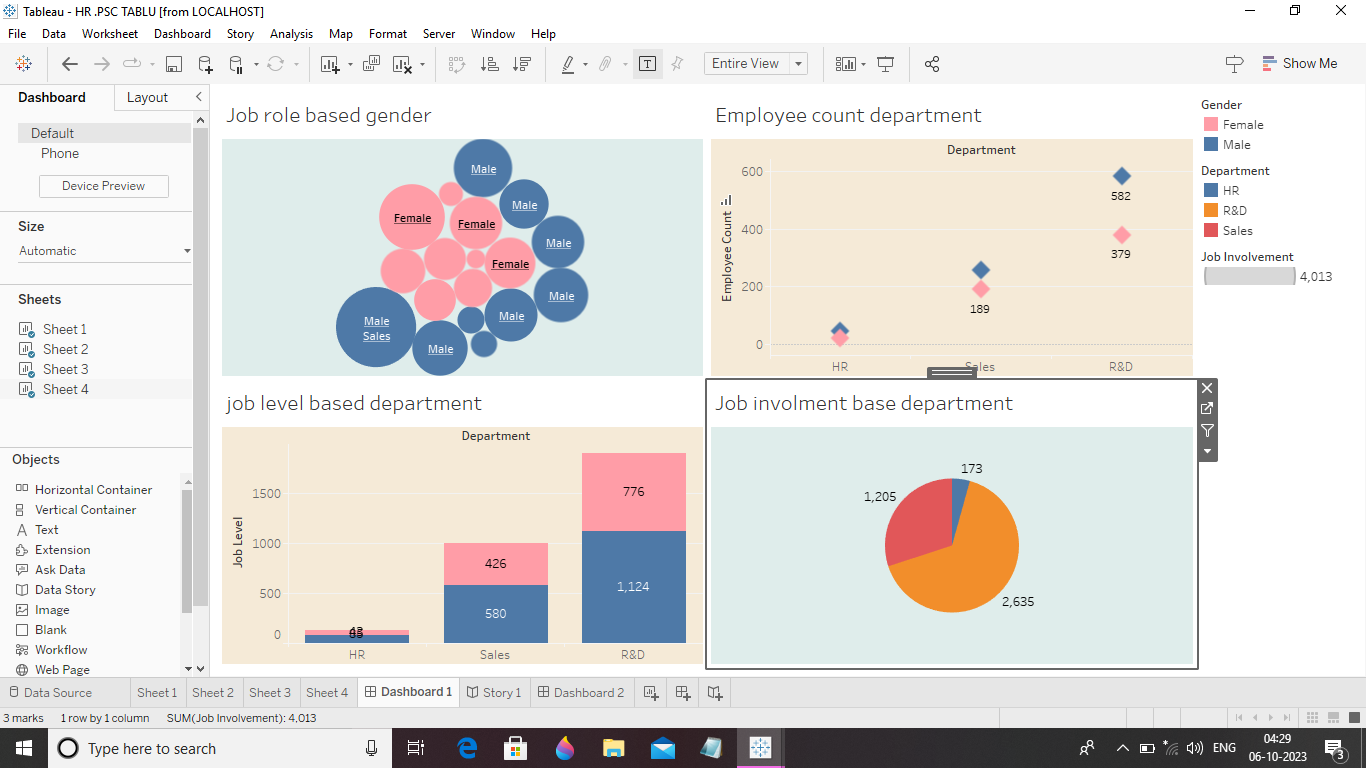 Tableau - HR .PSC TABLU [from LOCALHOST]
File Data Worksheet Dashboard Story Analysis Map Format Server Window Help
Entire View
Show Me
Dashboard Layout
Default
Phone
Device Preview
Size
Automatic
Sheets
Sheet 1
Sheet 2
Sheet 3
Sheet 4
Objects
Horizontal Container
Vertical Container
Text
Extension
Ask Data
Data Story
Image
Blank
Workflow
Web Page
Job role based gender
Male
Male
Female
Female
Male
Female
Male
Male
Male
Sales
Male
Employee count department
Department
Employee Count
600
400
200
0
582
379
189
HR Sales R&D
job level based department
Department
Job Level
1500
1000
500
0
776
1,124
426
580
HR Sales R&D
Job involment base department
173
1,205
2,635
Gender
Female
Male
Department
HR
R&D
Sales
Job Involvement
4,013
Data Source Sheet 1 Sheet 2 Sheet 3 Sheet 4 Dashboard 1 Story 1 Dashboard 2
3 marks 1 row by 1 column SUM(Job Involvement): 4,013
Type here to search
ENG
04:29
06-10-2023
3